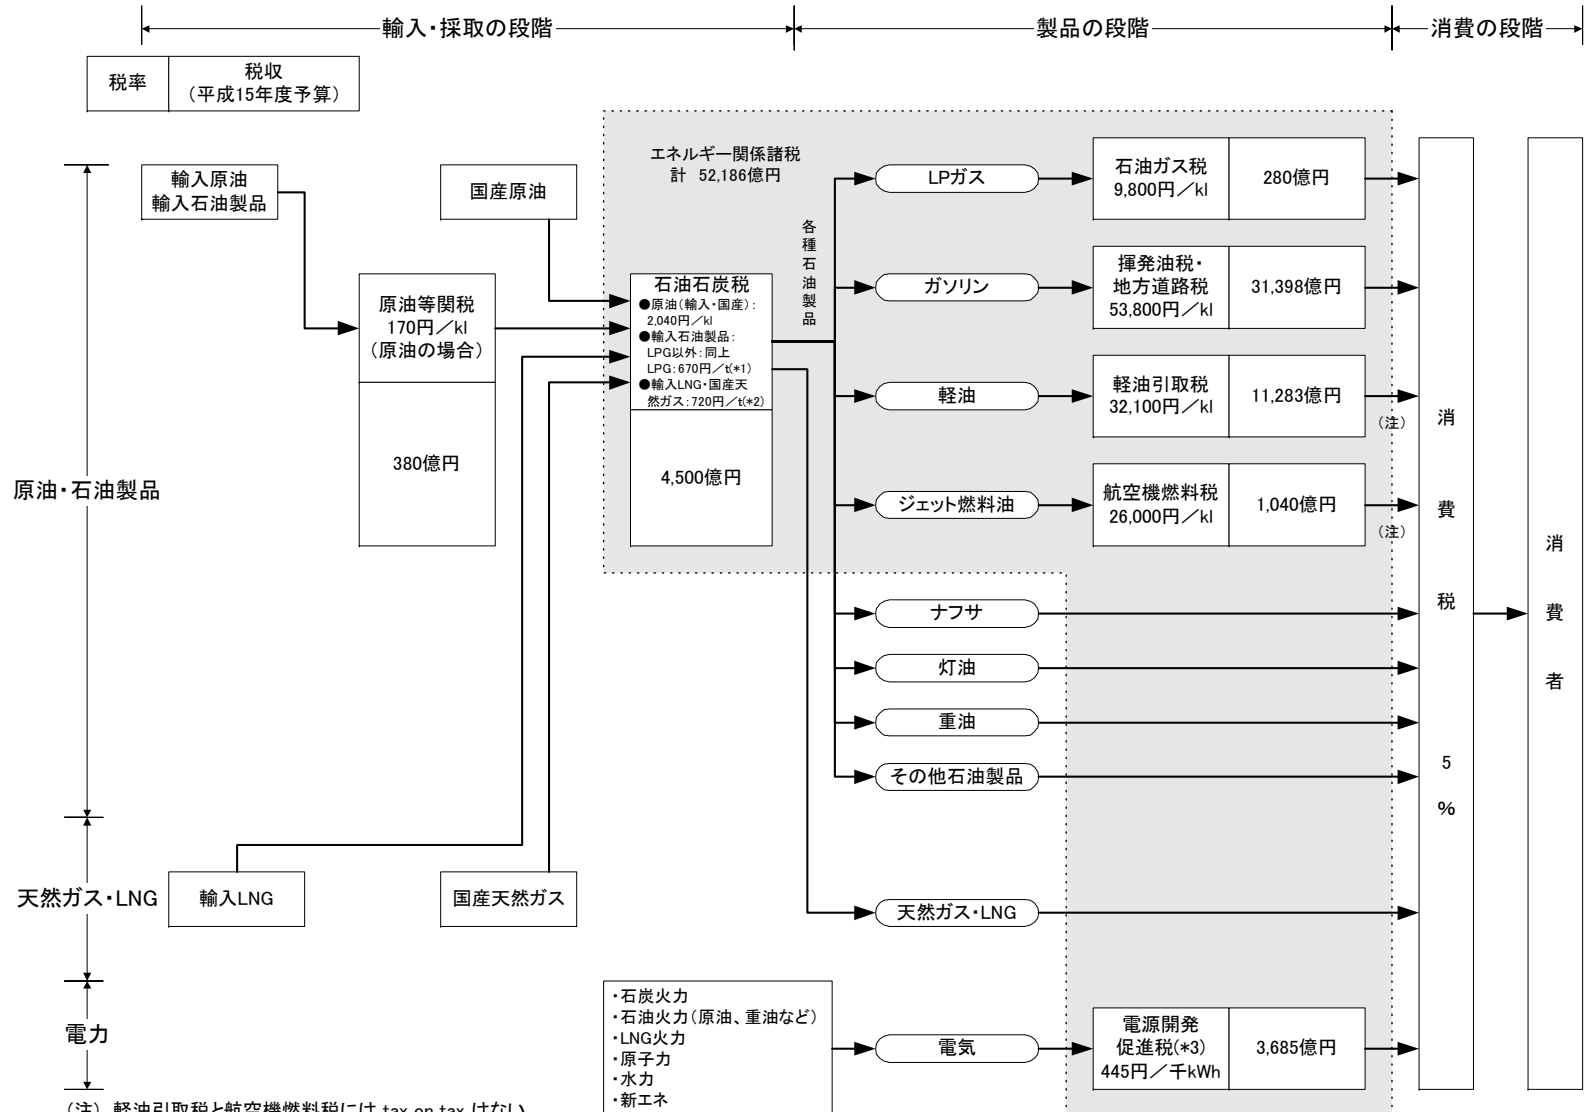 輸入・採取の段階
製品の段階
消費の段階
税率
税収
（平成15年度予算）
エネルギー関係諸税
計 52,186億円
輸入原油
輸入石油製品
国産原油
原油等関税
170円／kl
（原油の場合）
380億円
石油石炭税
●原油（輸入・国産）：
2,040円／kl
●輸入石油製品：
LPG以外：同上
LPG：670円／t(*1)
●輸入LNG・国産天
然ガス：720円／t(*2)
4,500億円
各種石油製品
LPガス
石油ガス税
9,800円／kl
280億円
ガソリン
揮発油税・
地方道路税
53,800円／kl
31,398億円
軽油
軽油引取税
32,100円／kl
11,283億円
（注）
ジェット燃料油
航空機燃料税
26,000円／kl
1,040億円
（注）
ナフサ
灯油
重油
その他石油製品
原油・石油製品
天然ガス・LNG
輸入LNG
国産天然ガス
天然ガス・LNG
電力
・石炭火力
・石油火力（原油、重油など）
・LNG火力
・原子力
・水力
・新エネ
電気
電源開発
促進税(*3)
445円／千kWh
3,685億円
消費税5%
消費者
（注） 軽油引取税と航空機燃料税には tax on tax はない